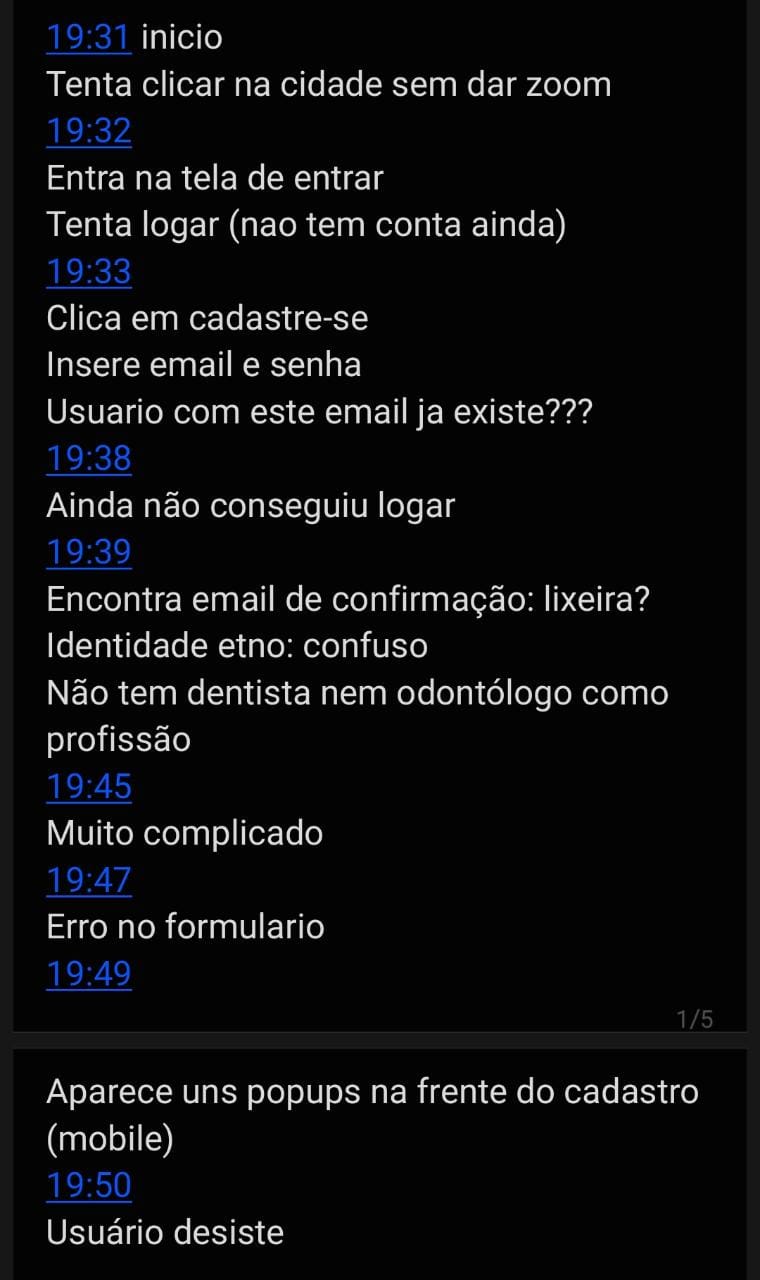 19:31 inicio
Tenta clicar na cidade sem dar zoom
19:32
Entra na tela de entrar
Tenta logar (nao tem conta ainda)
19:33
Clica em cadastre-se
Insere email e senha
Usuario com este email ja existe???
19:38
Ainda não conseguiu logar
19:39
Encontra email de confirmação: lixeira?
Identidade etno: confuso
Não tem dentista nem odontólogo como
profissão
19:45
Muito complicado
19:47
Erro no formulario
19:49
1/5
Aparece uns popups na frente do cadastro
(mobile)
19:50
Usuário desiste